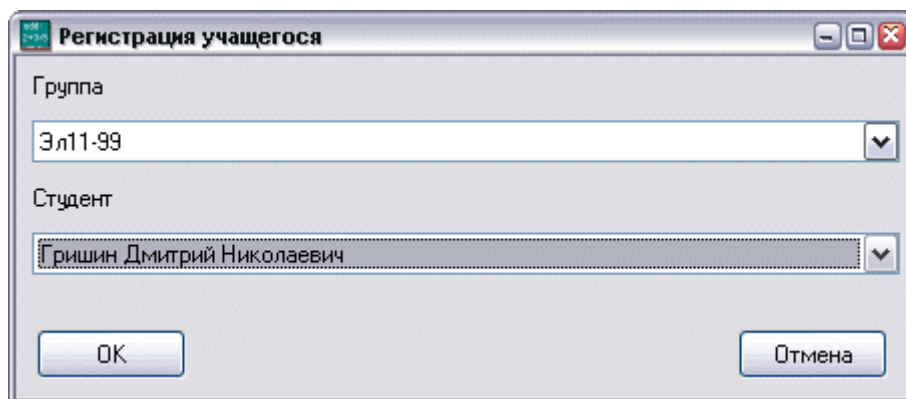 Регистрация учащегося
Группа
Эл11-99
Студент
Гришин Дмитрий Николаевич
OK Отмена